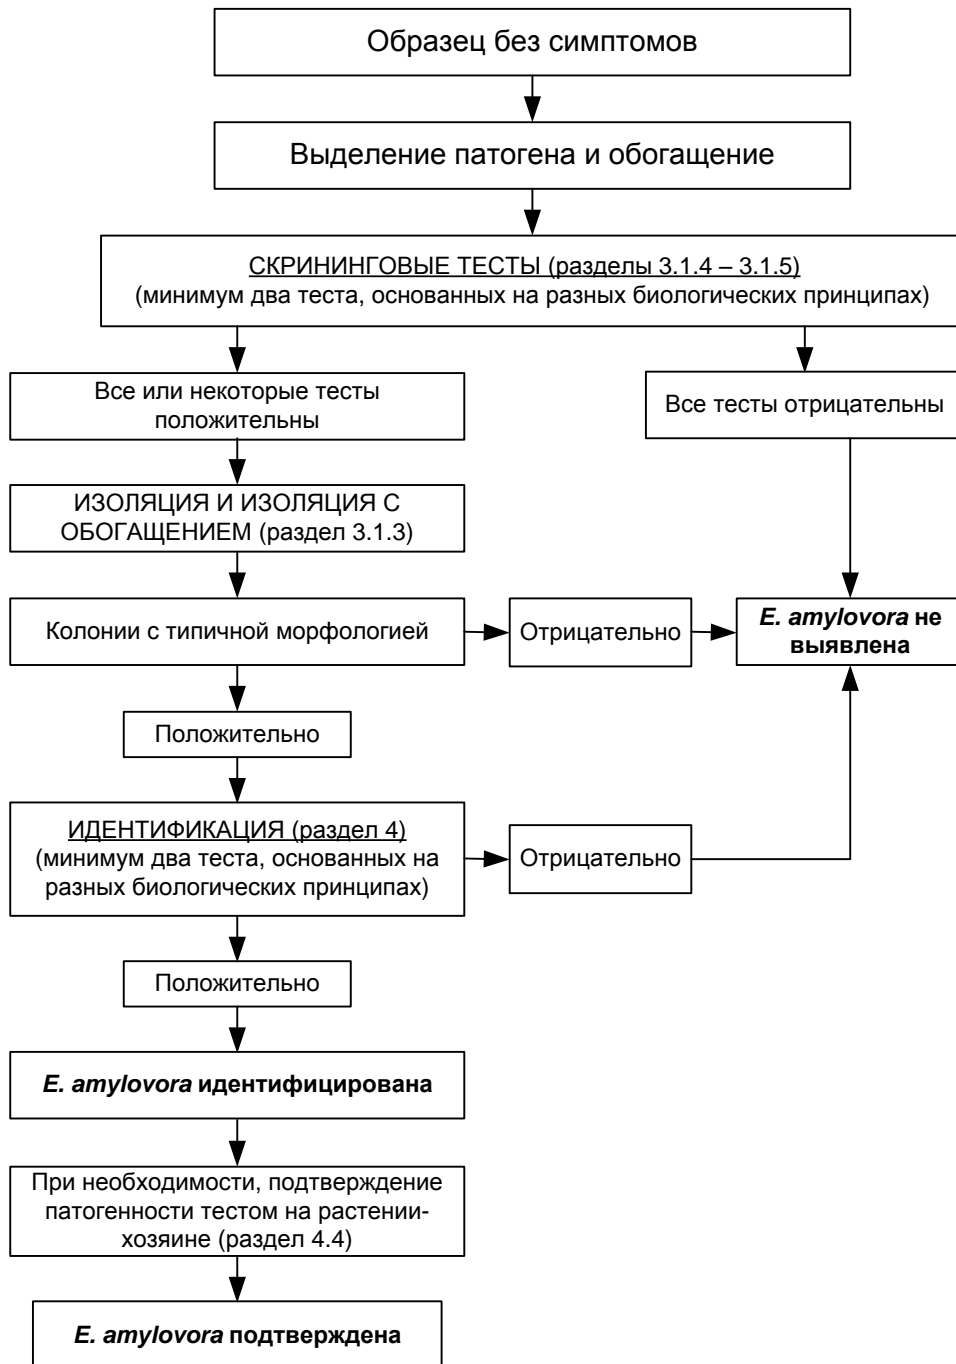 Образец без симптомов
Выделение патогена и обогащение
СКРИНИНГОВЫЕ ТЕСТЫ (разделы 3.1.4 – 3.1.5)
(минимум два теста, основанных на разных биологических принципах)
Все или некоторые тесты
положительны
Все тесты отрицательны
ИЗОЛЯЦИЯ И ИЗОЛЯЦИЯ С
ОБОГАЩЕНИЕМ (раздел 3.1.3)
Колонии с типичной морфологией
Отрицательно
E. amylovora не
выявлена
Положительно
ИДЕНТИФИКАЦИЯ (раздел 4)
(минимум два теста, основанных на
разных биологических принципах)
Отрицательно
Положительно
E. amylovora идентифицирована
При необходимости, подтверждение
патогенности тестом на растении-
хозяине (раздел 4.4)
E. amylovora подтверждена